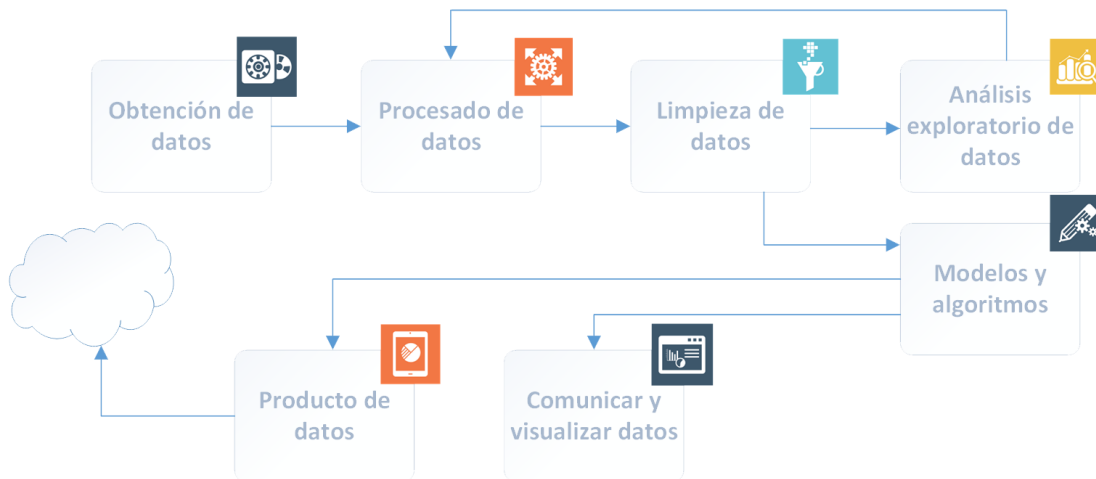 Obtención de
datos
Procesado de
datos
Limpieza de
datos
Análisis
exploratorio de
datos
Modelos y
algoritmos
Producto de
datos
Comunicar y
visualizar datos